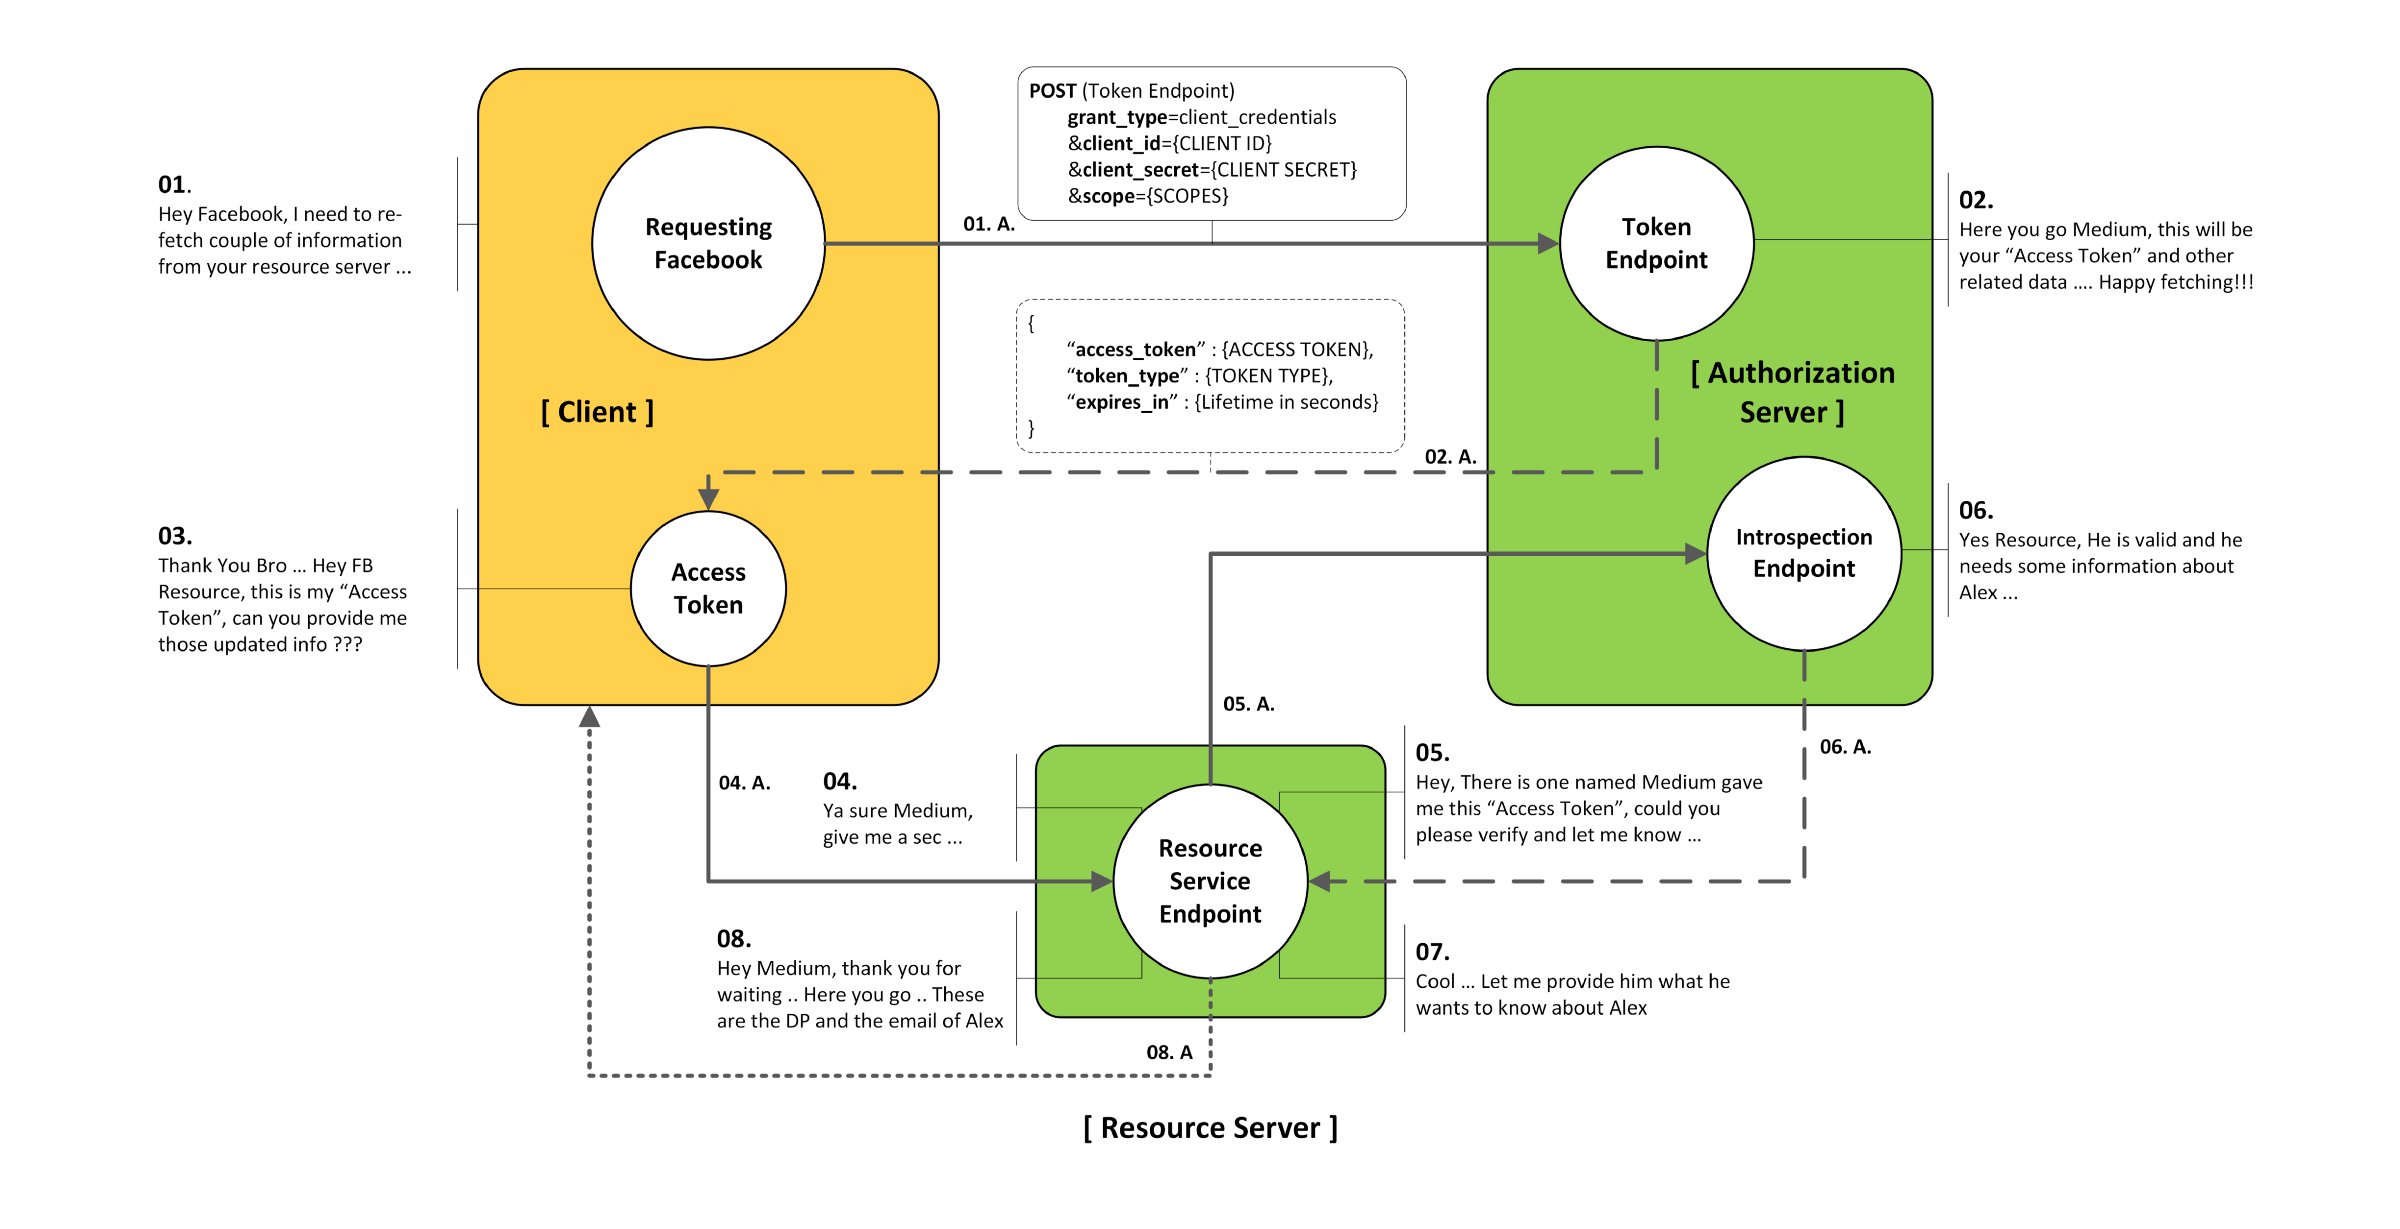 01.
Hey Facebook, I need to re-
fetch couple of information
from your resource server ...
Requesting
Facebook
[ Client ]
01. A.
POST (Token Endpoint)
grant_type=client_credentials
&client_id={CLIENT ID}
&client_secret={CLIENT SECRET}
&scope={SCOPES}
Token
Endpoint
02.
Here you go Medium, this will be
your “Access Token” and other
related data .... Happy fetching!!!
{
“access_token” : {ACCESS TOKEN},
“token_type” : {TOKEN TYPE},
“expires_in” : {Lifetime in seconds}
}
02. A.
[ Authorization
Server ]
03.
Thank You Bro ... Hey FB
Resource, this is my “Access
Token”, can you provide me
those updated info ???
Access
Token
Introspection
Endpoint
06.
Yes Resource, He is valid and he
needs some information about
Alex ...
04. A.
04.
Ya sure Medium,
give me a sec ...
05. A.
05.
Hey, There is one named Medium gave
me this “Access Token”, could you
please verify and let me know ...
06. A.
Resource
Service
Endpoint
08.
Hey Medium, thank you for
waiting .. Here you go .. These
are the DP and the email of Alex
07.
Cool ... Let me provide him what he
wants to know about Alex
08. A
[ Resource Server ]